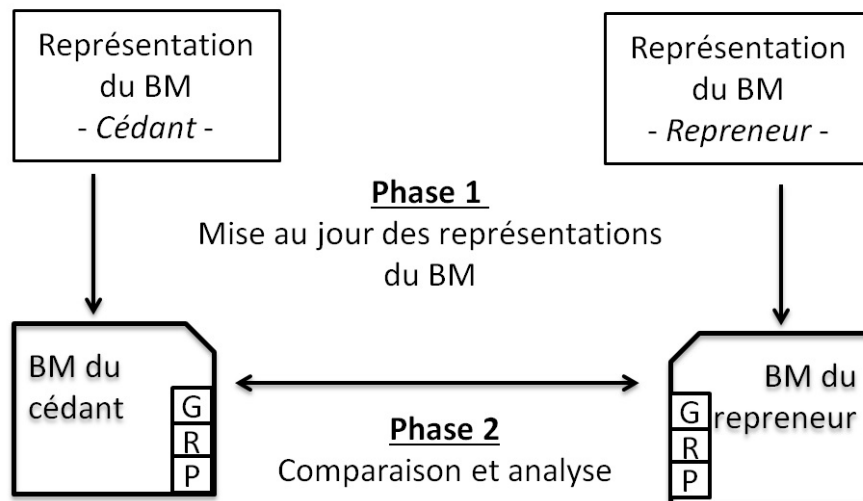 Représentation
du BM
- Cédant -
Représentation
du BM
- Repreneur -
Phase 1
Mise au jour des représentations
du BM
BM du
cédant
G
R
P
Phase 2
Comparaison et analyse
BM du
repreneur
G
R
P